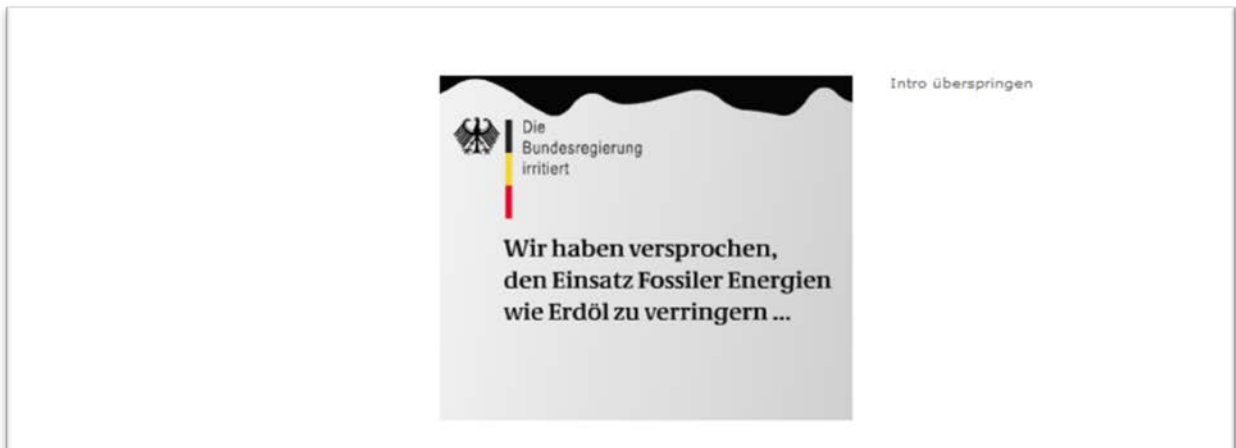 Intro überspringen
Die
Bundesregierung
irritiert
Wir haben versprochen,
den Einsatz Fossiler Energien
wie Erdöl zu verringern ...